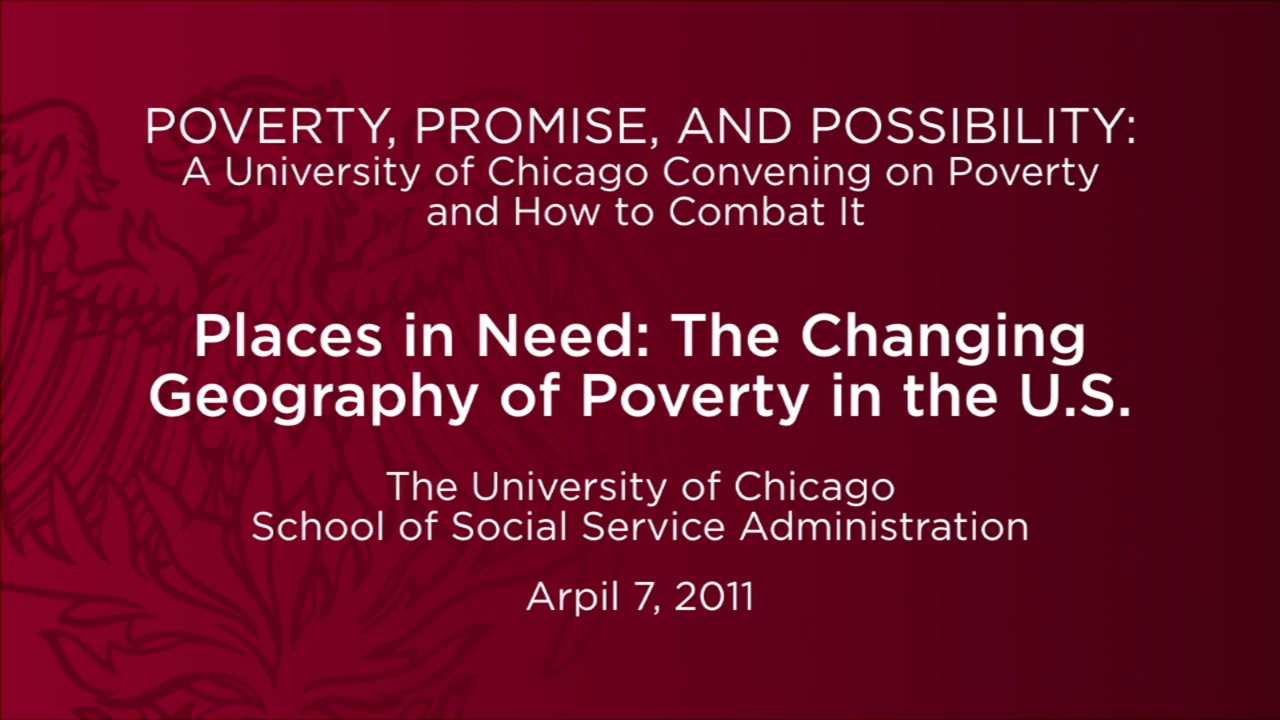 POVERTY, PROMISE, AND POSSIBILITY:
A University of Chicago Convening on Poverty
and How to Combat It
Places in Need: The Changing
Geography of Poverty in the U.S.
The University of Chicago
School of Social Service Administration
Arpil 7, 2011